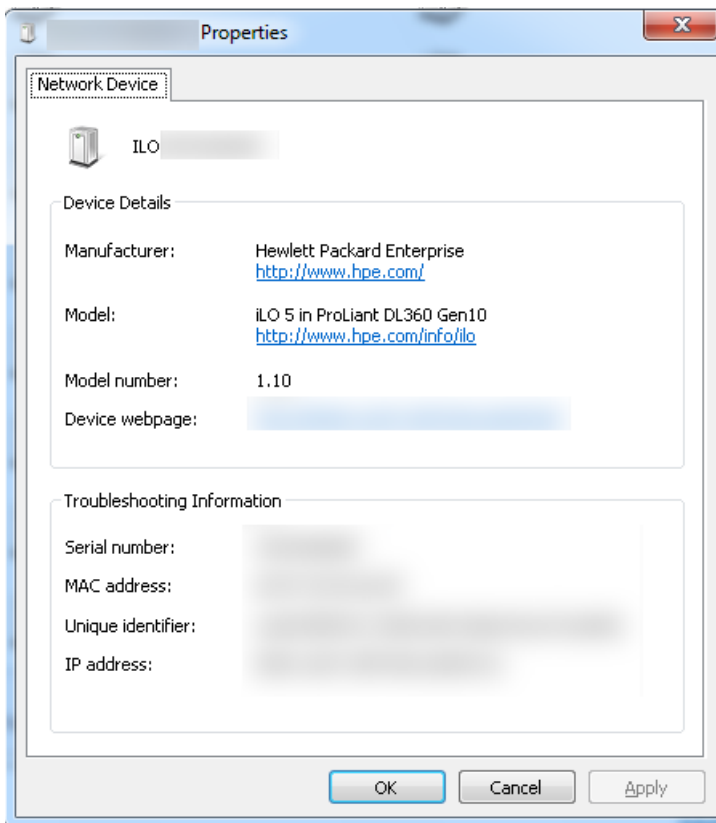 Properties
Network Device
ILO
Device Details
Manufacturer: Hewlett Packard Enterprise
http://www.hpe.com/
Model: iLO 5 in ProLiant DL360 Gen10
http://www.hpe.com/info/ilo
Model number: 1.10
Device webpage:
Troubleshooting Information
Serial number:
MAC address:
Unique identifier:
IP address:
OK Cancel Apply